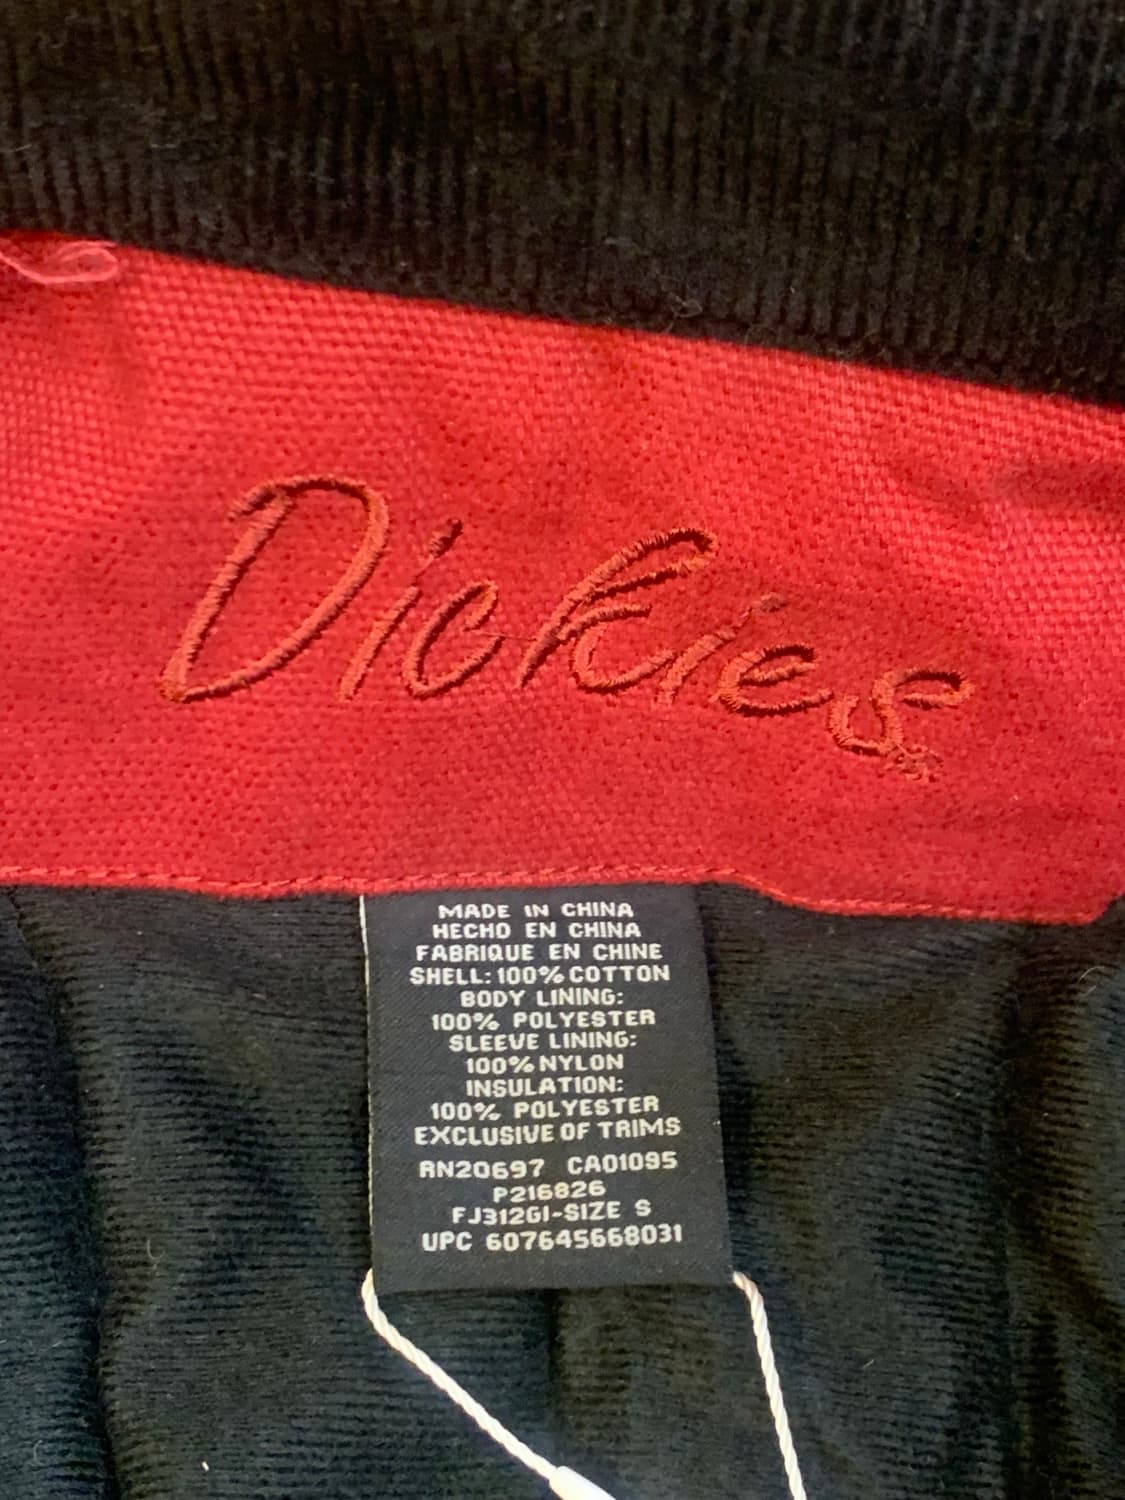 Dickies
MADE IN CHINA
HECHO EN CHINA
FABRIQUE EN CHINE
SHELL: 100% COTTON
BODY LINING:
100% POLYESTER
SLEEVE LINING:
100% NYLON
INSULATION:
100% POLYESTER
EXCLUSIVE OF TRIMS
RN20697 CA01095
P216826
FJ312GI-SIZE S
UPC 607645668031